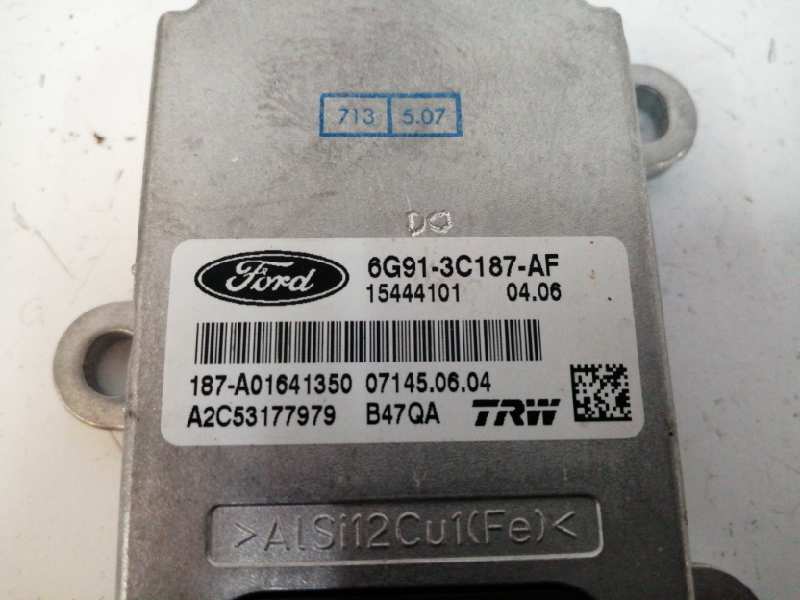 713 5.07
Ford 6G91-3C187-AF
15444101 04.06
187-A01641350 07145.06.04
A2C53177979 B47QA TRW
>AlSi12Cu1(Fe)<